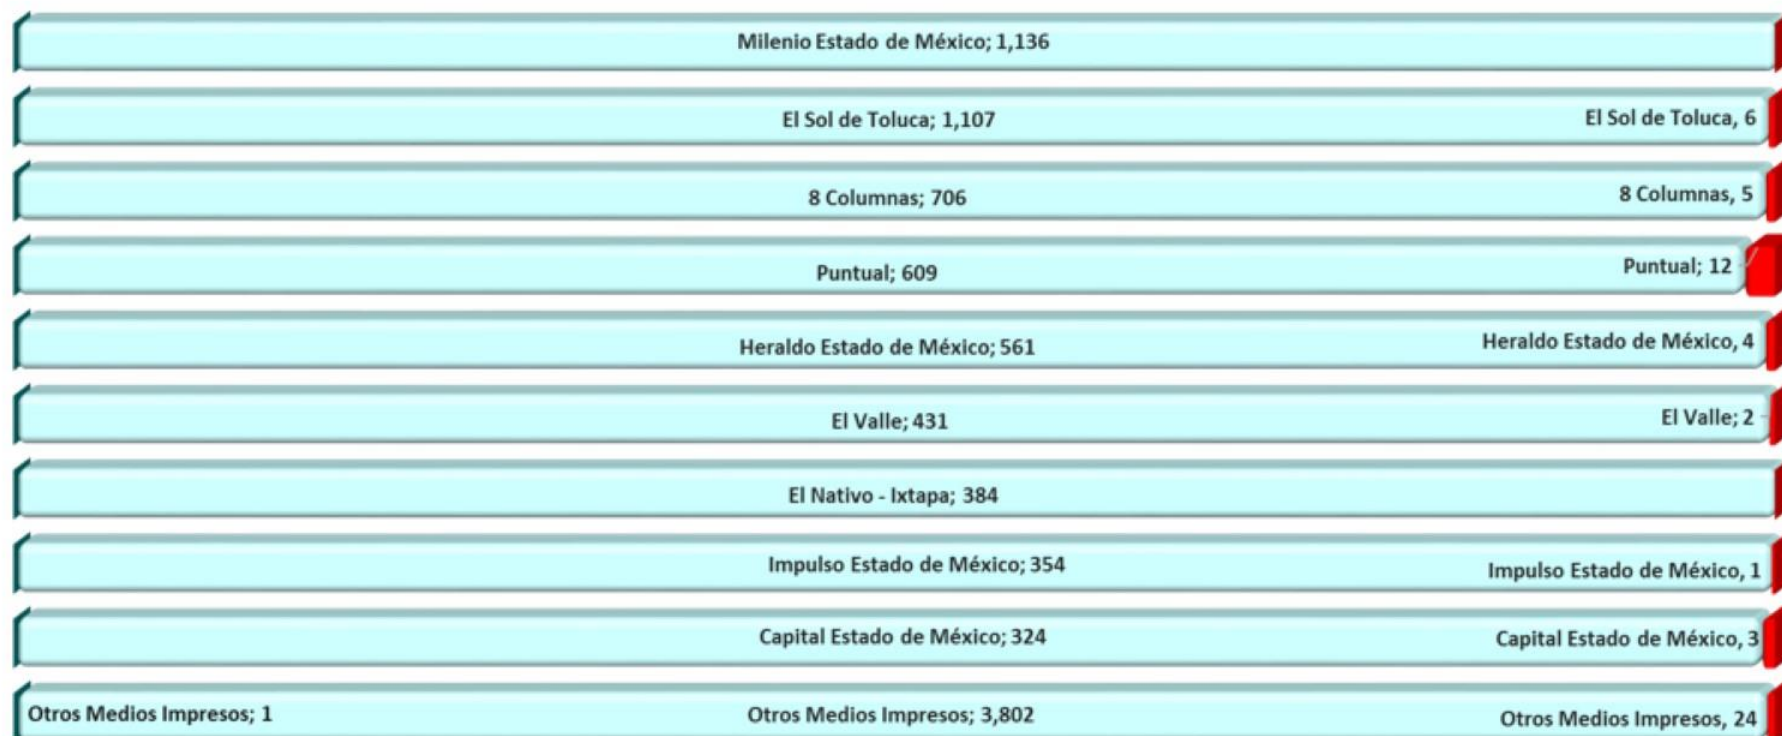 Milenio Estado de México; 1,136
El Sol de Toluca; 1,107 El Sol de Toluca, 6
8 Columnas; 706 8 Columnas, 5
Puntual; 609 Puntual; 12
Heraldo Estado de México; 561 Heraldo Estado de México, 4
El Valle; 431 El Valle; 2
El Nativo - Ixtapa; 384
Impulso Estado de México; 354 Impulso Estado de México, 1
Capital Estado de México; 324 Capital Estado de México, 3
Otros Medios Impresos; 1 Otros Medios Impresos; 3,802 Otros Medios Impresos, 24